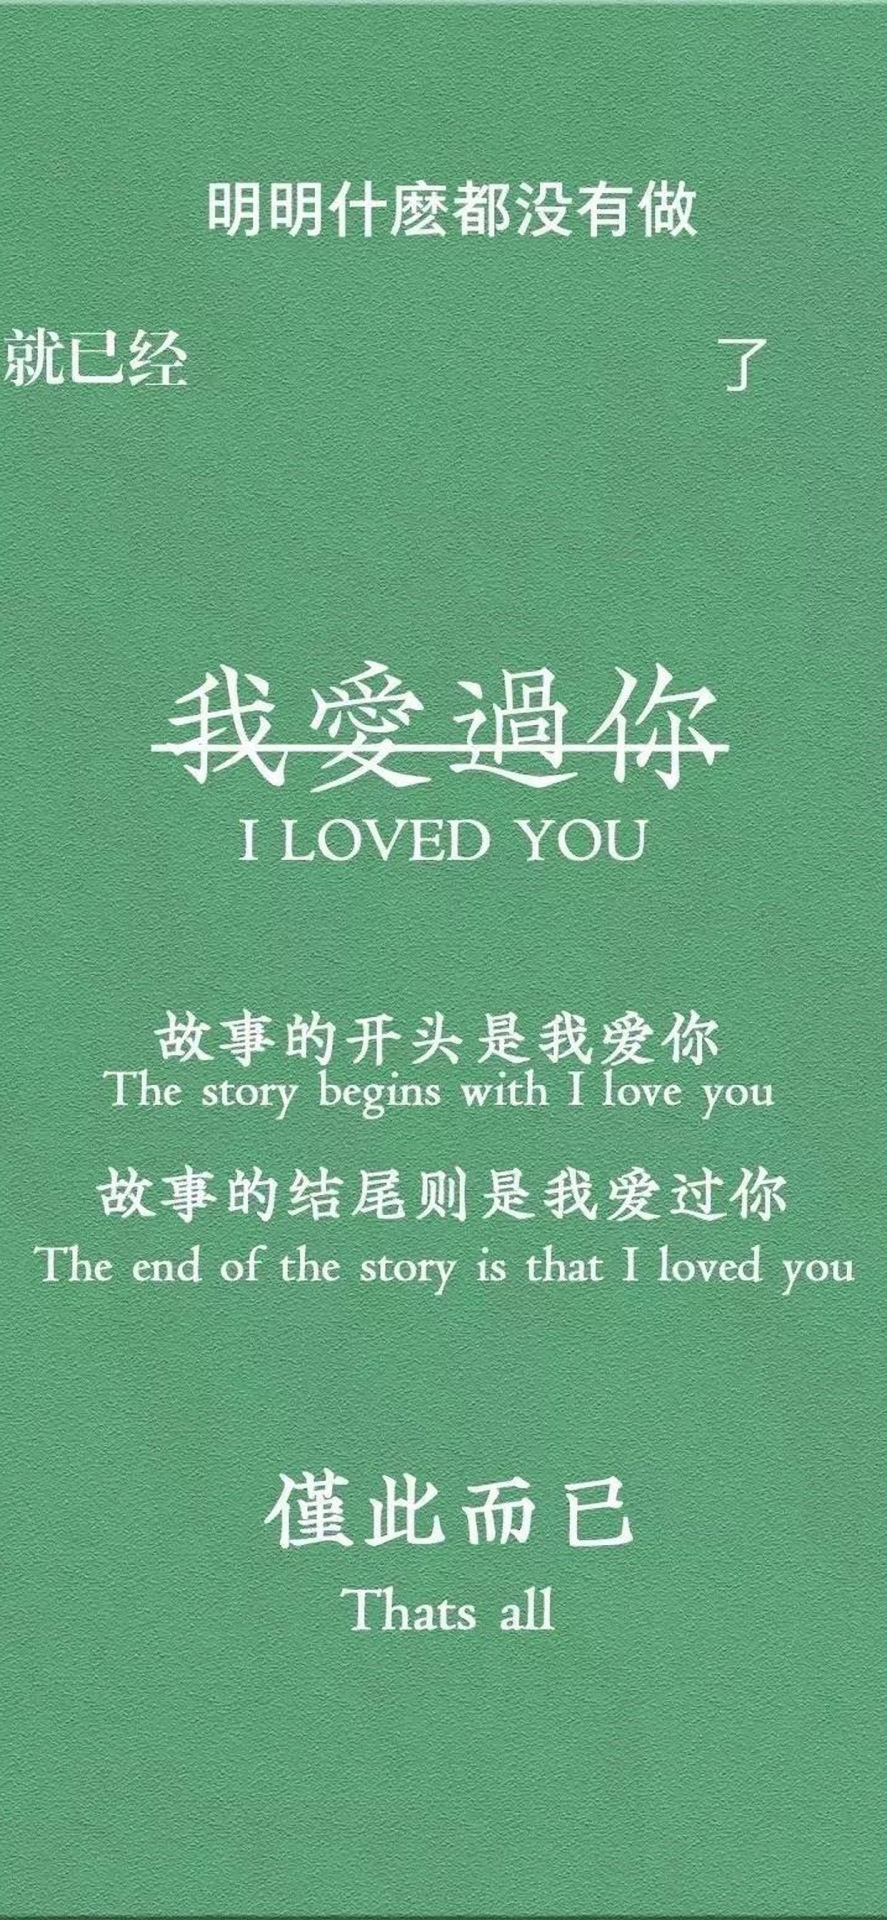 明明什麽都没有做
就已经 了
我愛過你
I LOVED YOU
故事的开头是我爱你
The story begins with I love you
故事的结尾则是我爱过你
The end of the story is that I loved you
僅此而已
Thats all